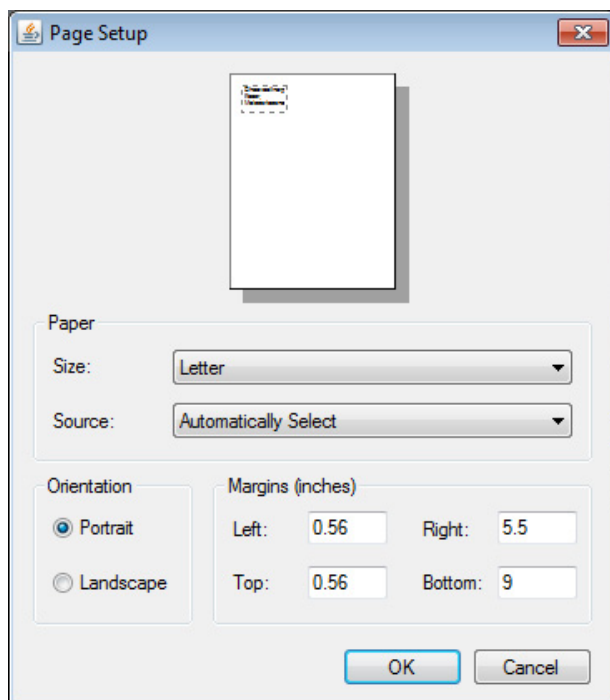 Page Setup
Paper
Size: Letter
Source: Automatically Select
Orientation Margins (inches)
Portrait Left: 0.56 Right: 5.5
Landscape Top: 0.56 Bottom: 9
OK Cancel